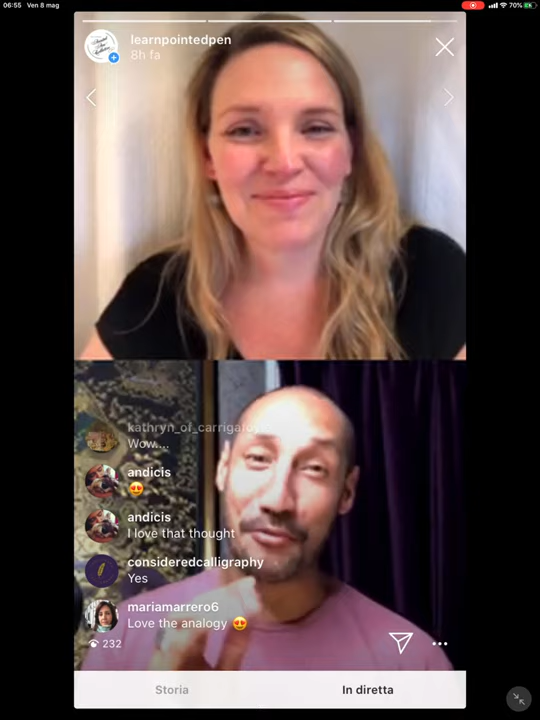 06:55 Ven 8 mag
70%
learnpointedpen
8h fa
kathryn_of_carrigaf
Wow....
andicis
😍
andicis
I love that thought
consideredcalligraphy
Yes
mariamarrero6
Love the analogy 😍
232
Storia
In diretta